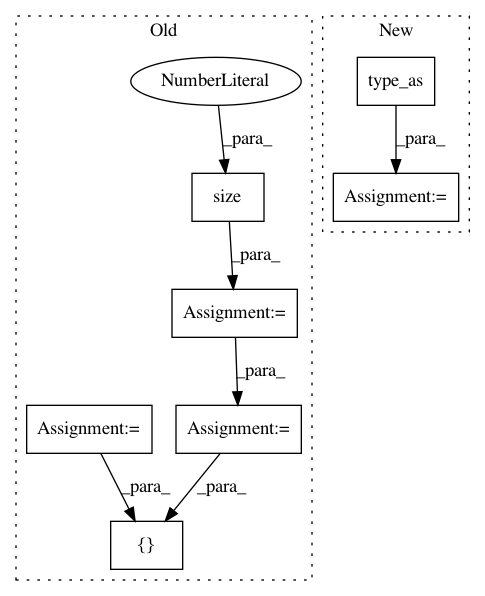 Old
New
NumberLiteral
type_as
_para_
_para_
size
Assignment:=
_para_
Assignment:=
_para_
Assignment:=
Assignment:=
_para_
_para_
{}